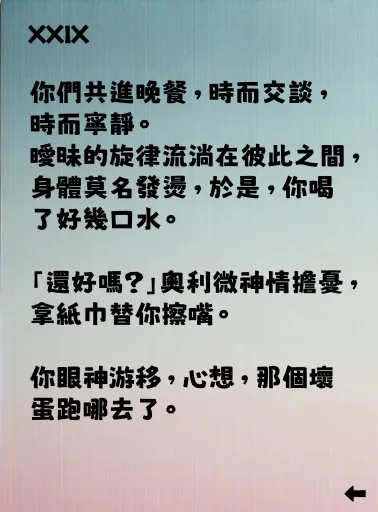 XXIX
你們共進晚餐，時而交談，
時而寧靜。
曖昧的旋律流淌在彼此之間，
身體莫名發燙，於是，你喝
了好幾口水。
「還好嗎？」奧利微神情擔憂，
拿紙巾替你擦嘴。
你眼神游移，心想，那個壞
蛋跑哪去了。